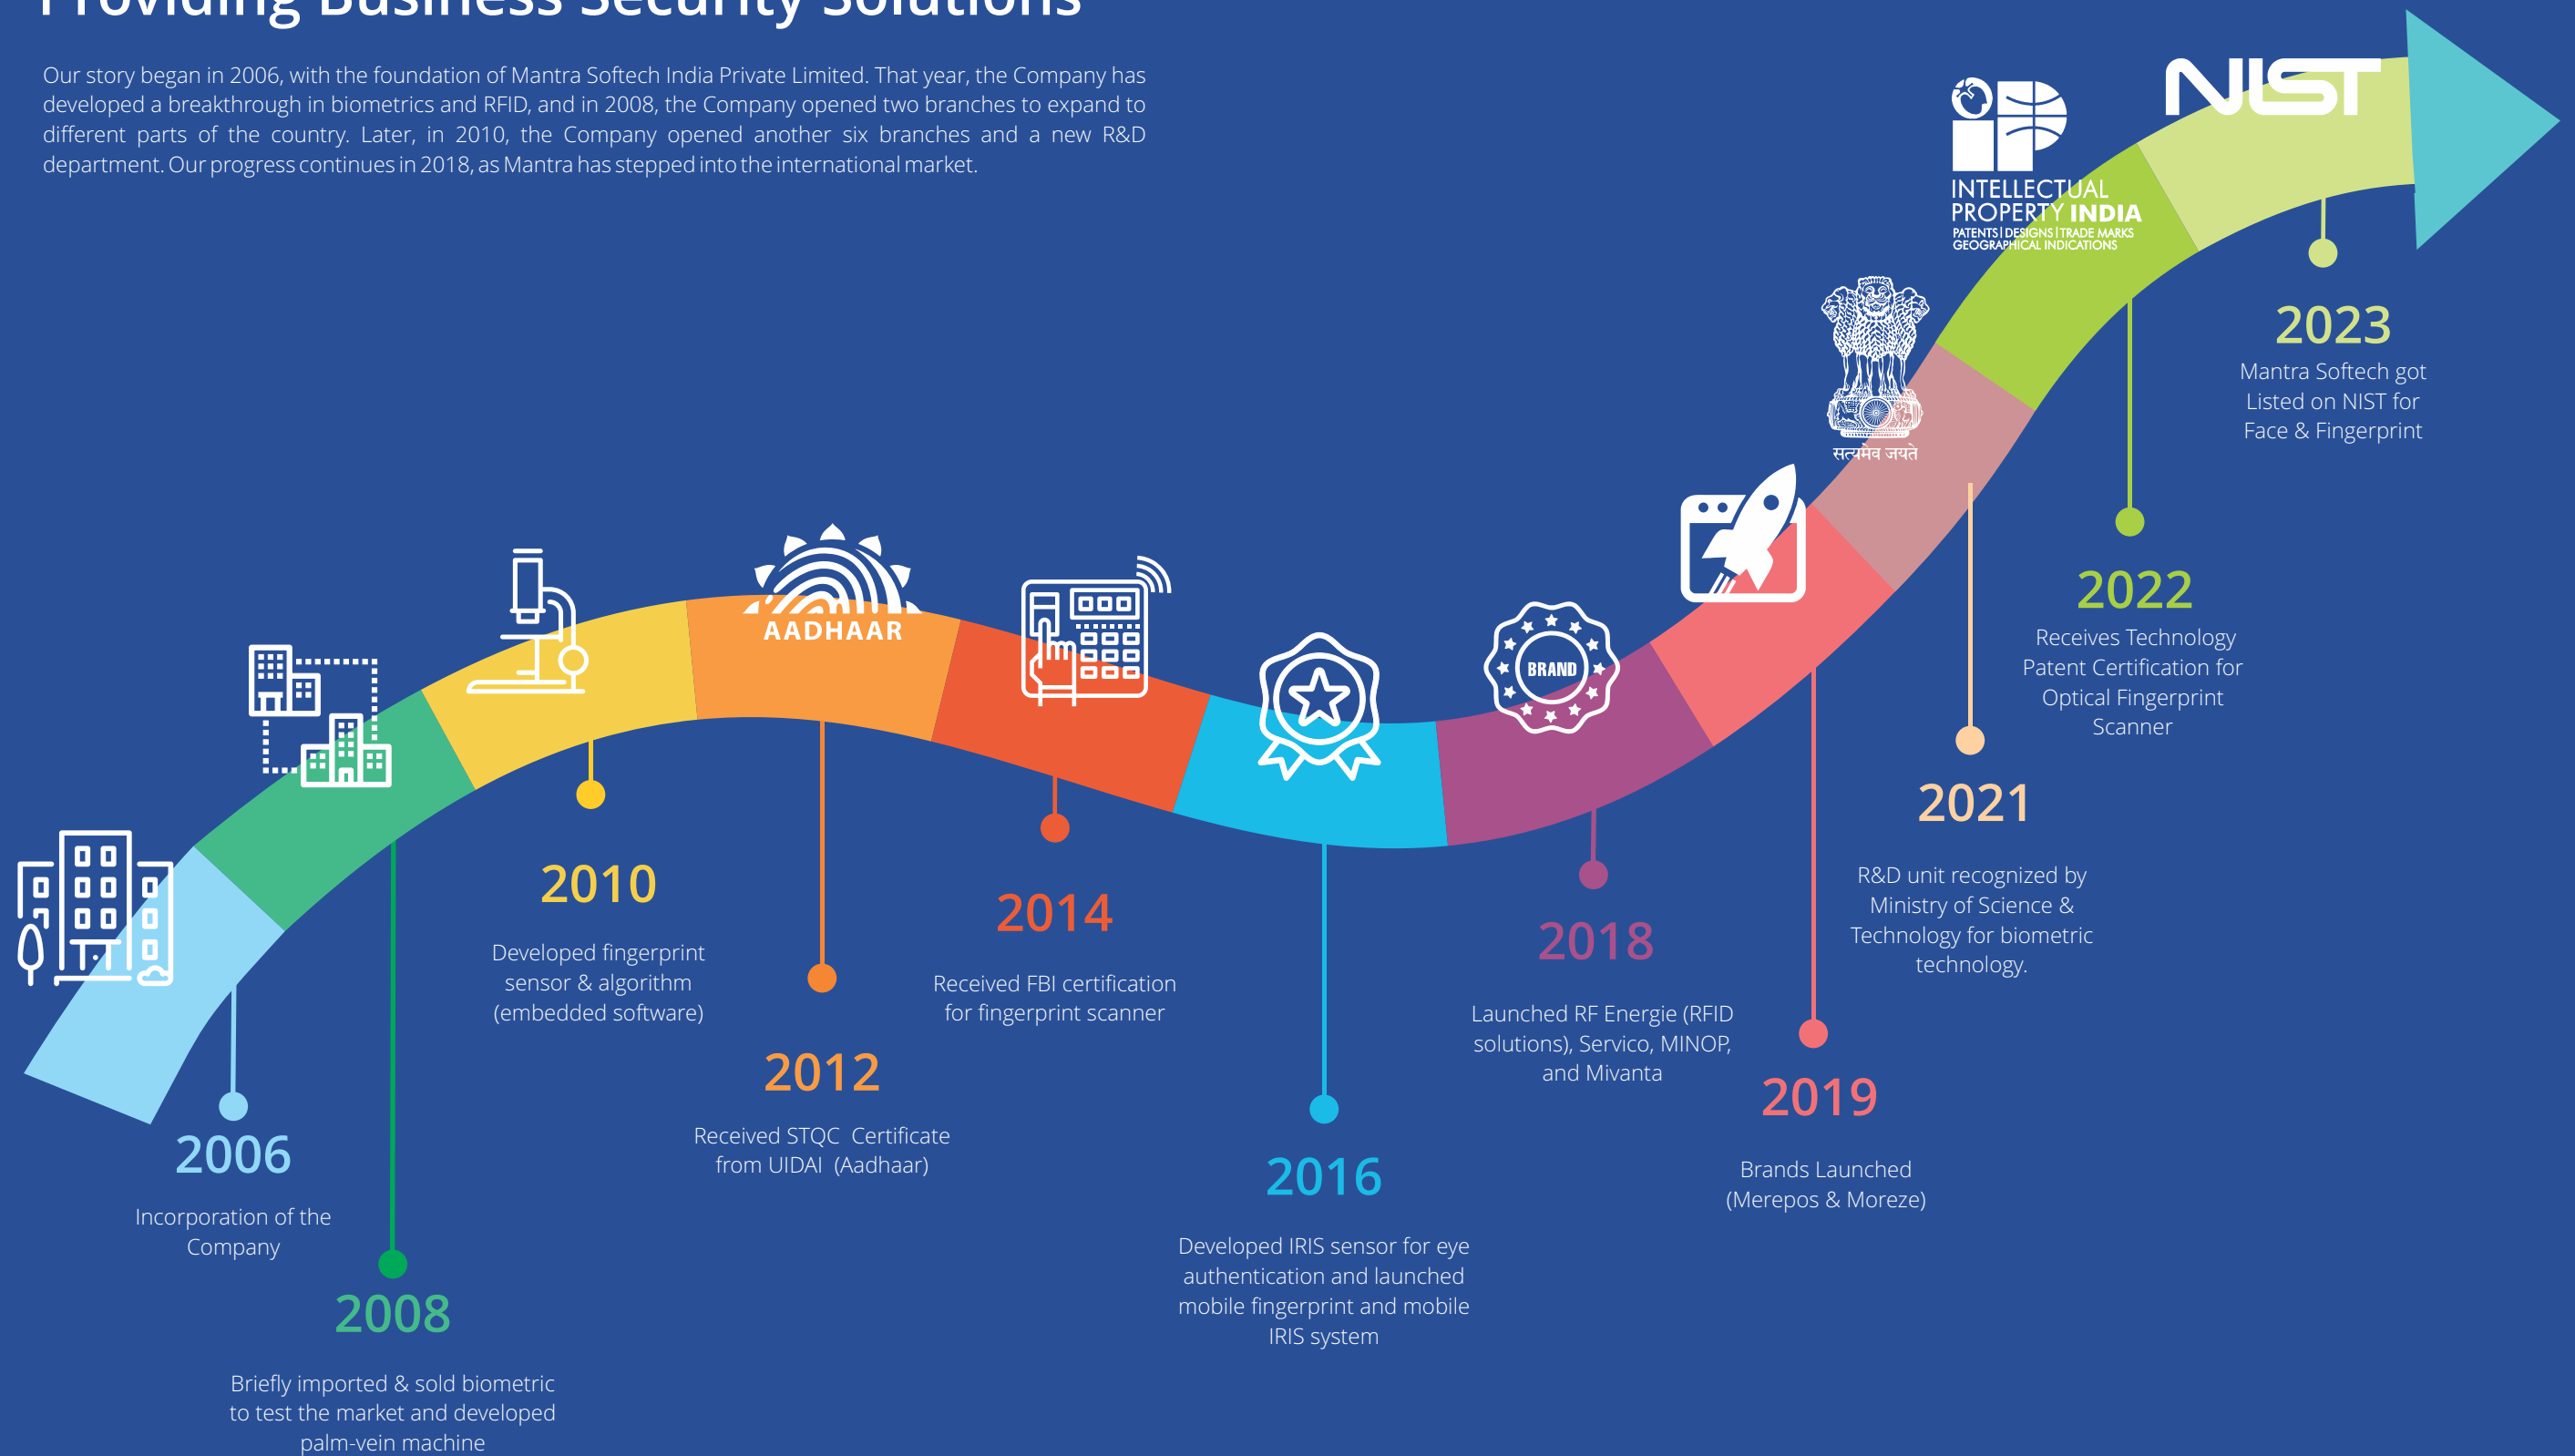 Providing Business Security Solutions
Our story began in 2006, with the foundation of Mantra Softech India Private Limited. That year, the Company has
developed a breakthrough in biometrics and RFID, and in 2008, the Company opened two branches to expand to
different parts of the country. Later, in 2010, the Company opened another six branches and a new R&D
department. Our progress continues in 2018, as Mantra has stepped into the international market.
NIST
INTELLECTUAL
PROPERTY INDIA
PATENTS | DESIGNS | TRADE MARKS
GEOGRAPHICAL INDICATIONS
सत्यमेव जयते
AADHAAR
BRAND
2006
Incorporation of the
Company
2008
Briefly imported & sold biometric
to test the market and developed
palm-vein machine
2010
Developed fingerprint
sensor & algorithm
(embedded software)
2012
Received STQC  Certificate
from UIDAI  (Aadhaar)
2014
Received FBI certification
for fingerprint scanner
2016
Developed IRIS sensor for eye
authentication and launched
mobile fingerprint and mobile
IRIS system
2018
Launched RF Energie (RFID
solutions), Servico, MINOP,
and Mivanta
2019
Brands Launched
(Merepos & Moreze)
2021
R&D unit recognized by
Ministry of Science &
Technology for biometric
technology.
2022
Receives Technology
Patent Certification for
Optical Fingerprint
Scanner
2023
Mantra Softech got
Listed on NIST for
Face & Fingerprint